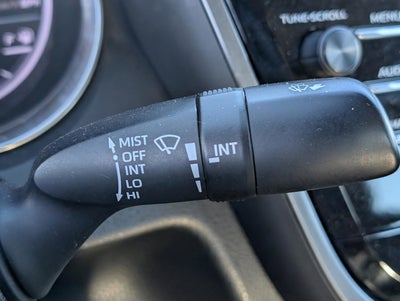 TUNE·SCROLL
MENU
MIST
OFF
INT
LO
HI
INT